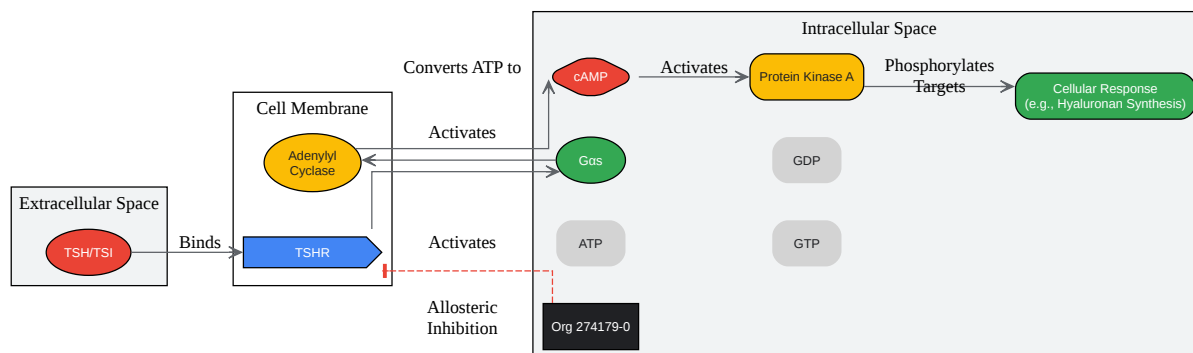 Intracellular Space
Converts ATP to
cAMP
Activates
Protein Kinase A
Phosphorylates
Targets
Cellular Response
(e.g., Hyaluronan Synthesis)
Cell Membrane
Activates
Adenylyl
Cyclase
Gαs
GDP
Extracellular Space
TSH/TSI
Binds
TSHR
Activates
ATP
GTP
Allosteric
Inhibition
Org 274179-0